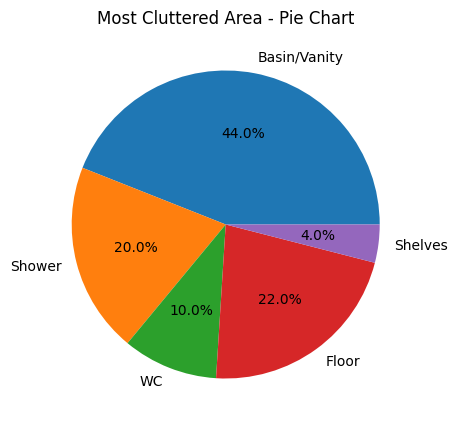 Most Cluttered Area - Pie Chart
Basin/Vanity
44.0%
Shower
20.0%
WC
10.0%
Floor
22.0%
Shelves
4.0%